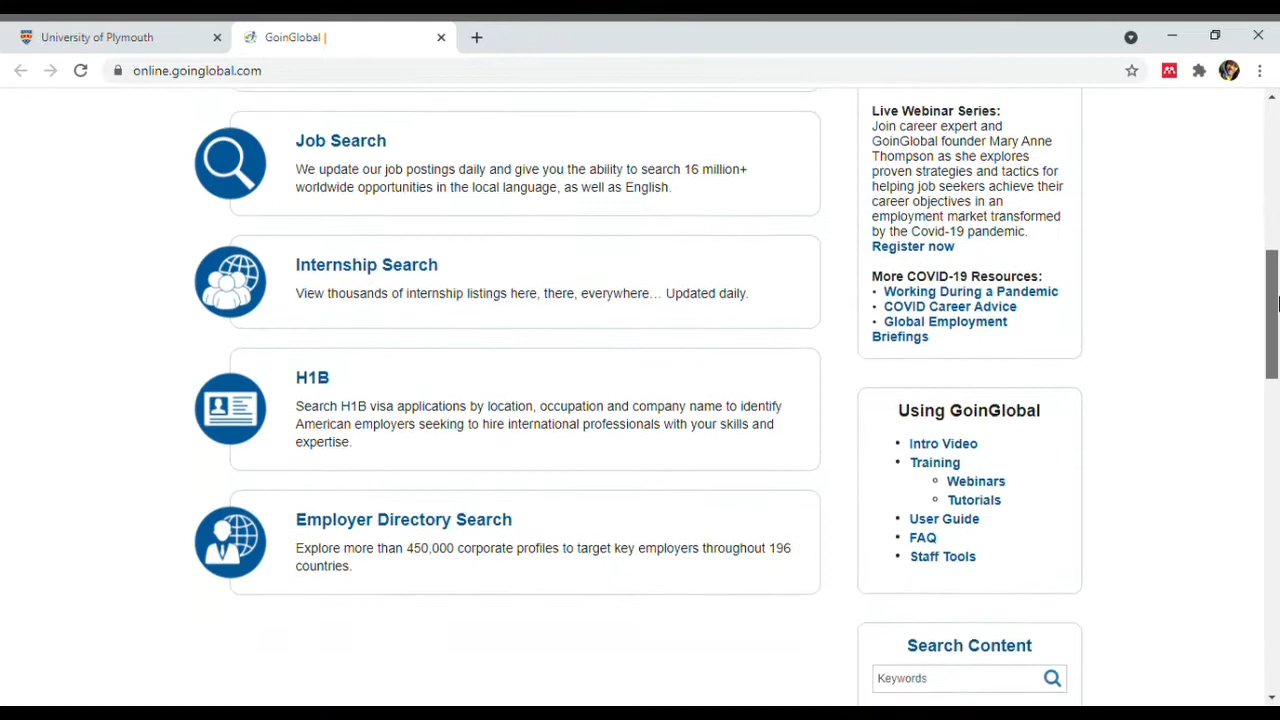 University of Plymouth
GoinGlobal |
online.goinglobal.com
Job Search
We update our job postings daily and give you the ability to search 16 million+
worldwide opportunities in the local language, as well as English.
Internship Search
View thousands of internship listings here, there, everywhere… Updated daily.
H1B
Search H1B visa applications by location, occupation and company name to identify
American employers seeking to hire international professionals with your skills and
expertise.
Employer Directory Search
Explore more than 450,000 corporate profiles to target key employers throughout 196
countries.
Live Webinar Series:
Join career expert and
GoinGlobal founder Mary Anne
Thompson as she explores
proven strategies and tactics for
helping job seekers achieve their
career objectives in an
employment market transformed
by the Covid-19 pandemic.
Register now
More COVID-19 Resources:
• Working During a Pandemic
• COVID Career Advice
• Global Employment
Briefings
Using GoinGlobal
• Intro Video
• Training
◦ Webinars
◦ Tutorials
• User Guide
• FAQ
• Staff Tools
Search Content
Keywords